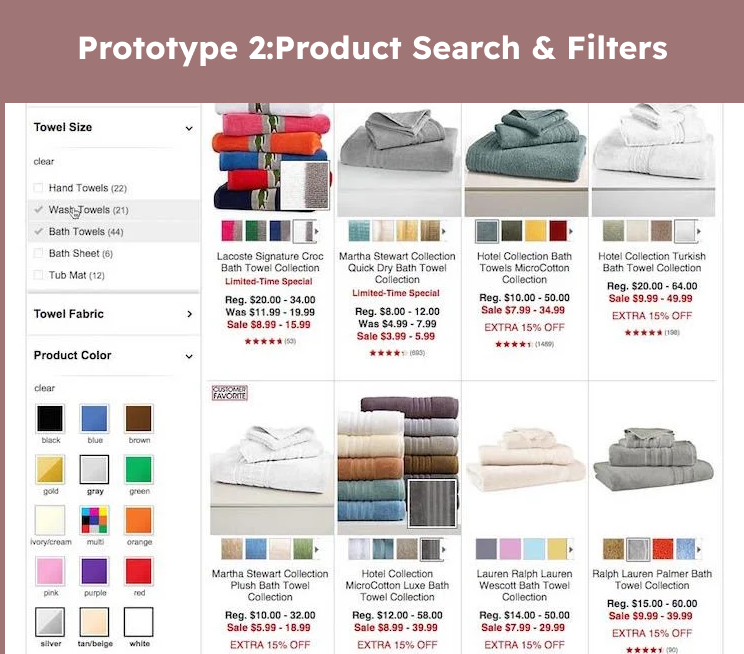 Prototype 2:Product Search & Filters
Towel Size
clear
Hand Towels (22)
Wash Towels (21)
Bath Towels (44)
Bath Sheet (6)
Tub Mat (12)
Towel Fabric
Product Color
clear
black blue brown
gold gray green
ivory/cream multi orange
pink purple red
silver tan/beige white
Lacoste Signature Croc
Bath Towel Collection
Limited-Time Special
Reg. $20.00 - 34.00
Was $11.99 - 19.99
Sale $8.99 - 15.99
(53)
Martha Stewart Collection
Quick Dry Bath Towel
Collection
Limited-Time Special
Reg. $8.00 - 12.00
Was $4.99 - 7.99
Sale $3.99 - 5.99
(693)
Hotel Collection Bath
Towels MicroCotton
Collection
Reg. $10.00 - 50.00
Sale $7.99 - 34.99
EXTRA 15% OFF
(1469)
Hotel Collection Turkish
Bath Towel Collection
Reg. $20.00 - 64.00
Sale $9.99 - 49.99
EXTRA 15% OFF
(198)
CUSTOMER
FAVORITE
Martha Stewart Collection
Plush Bath Towel
Collection
Reg. $10.00 - 32.00
Sale $5.99 - 18.99
EXTRA 15% OFF
Hotel Collection
MicroCotton Luxe Bath
Towel Collection
Reg. $12.00 - 58.00
Sale $8.99 - 39.99
EXTRA 15% OFF
Lauren Ralph Lauren
Wescott Bath Towel
Collection
Reg. $14.00 - 50.00
Sale $7.99 - 29.99
EXTRA 15% OFF
Ralph Lauren Palmer Bath
Towel Collection
Reg. $15.00 - 60.00
Sale $9.99 - 39.99
EXTRA 15% OFF
(90)